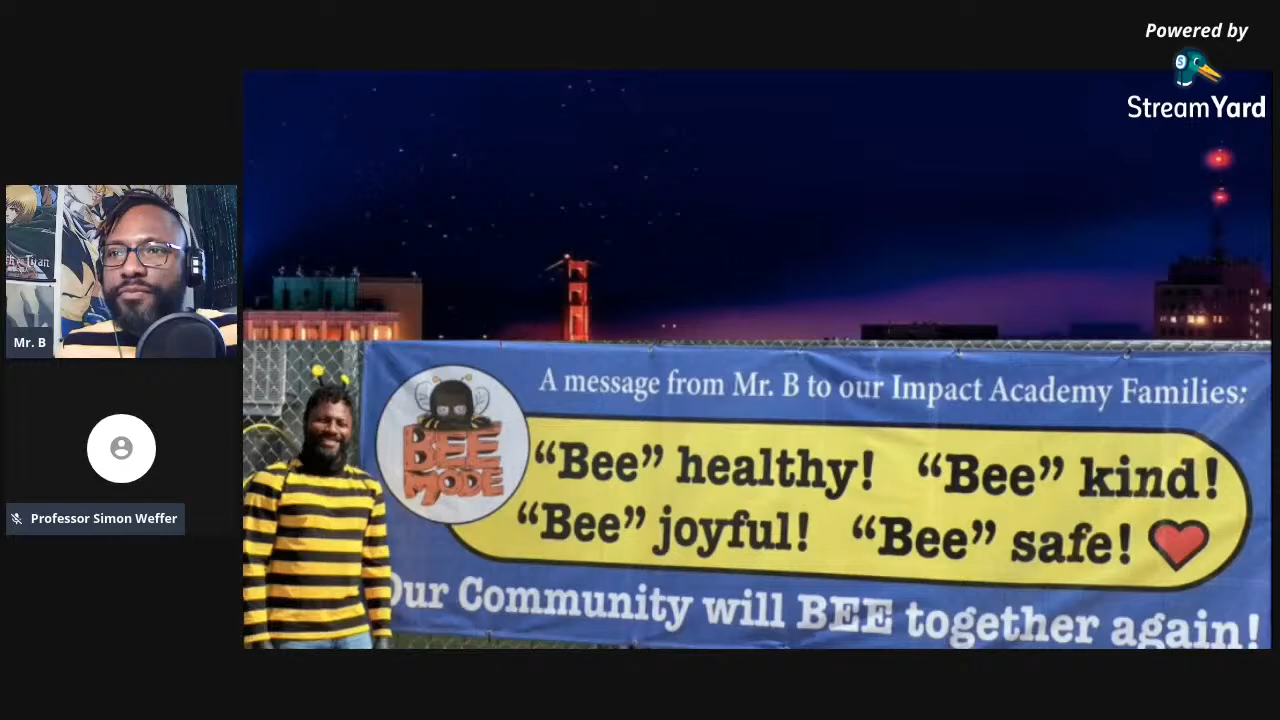 Powered by
StreamYard
Mr. B
Professor Simon Weffer
A message from Mr. B to our Impact Academy Families:
BEE
MODE
“Bee” healthy! “Bee” kind!
“Bee” joyful! “Bee” safe!
Our Community will BEE together again!